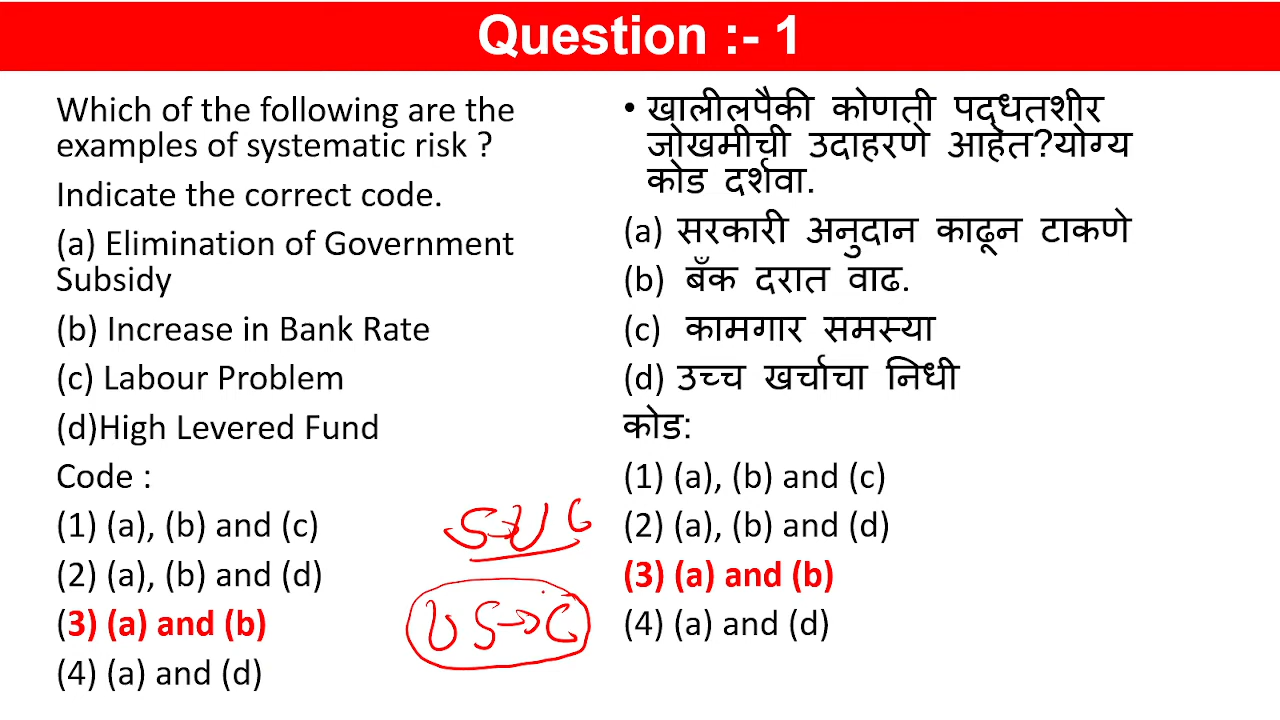 Question :- 1
Which of the following are the
examples of systematic risk ?
Indicate the correct code.
(a) Elimination of Government
Subsidy
(b) Increase in Bank Rate
(c) Labour Problem
(d)High Levered Fund
Code :
(1) (a), (b) and (c)
(2) (a), (b) and (d)
(3) (a) and (b)
(4) (a) and (d)
S→U C
U S→C
• खालीलपैकी कोणती पद्धतशीर
जोखमीची उदाहरणे आहेत?योग्य
कोड दर्शवा.
(a) सरकारी अनुदान काढून टाकणे
(b) बँक दरात वाढ.
(c) कामगार समस्या
(d) उच्च खर्चाचा निधी
कोड:
(1) (a), (b) and (c)
(2) (a), (b) and (d)
(3) (a) and (b)
(4) (a) and (d)